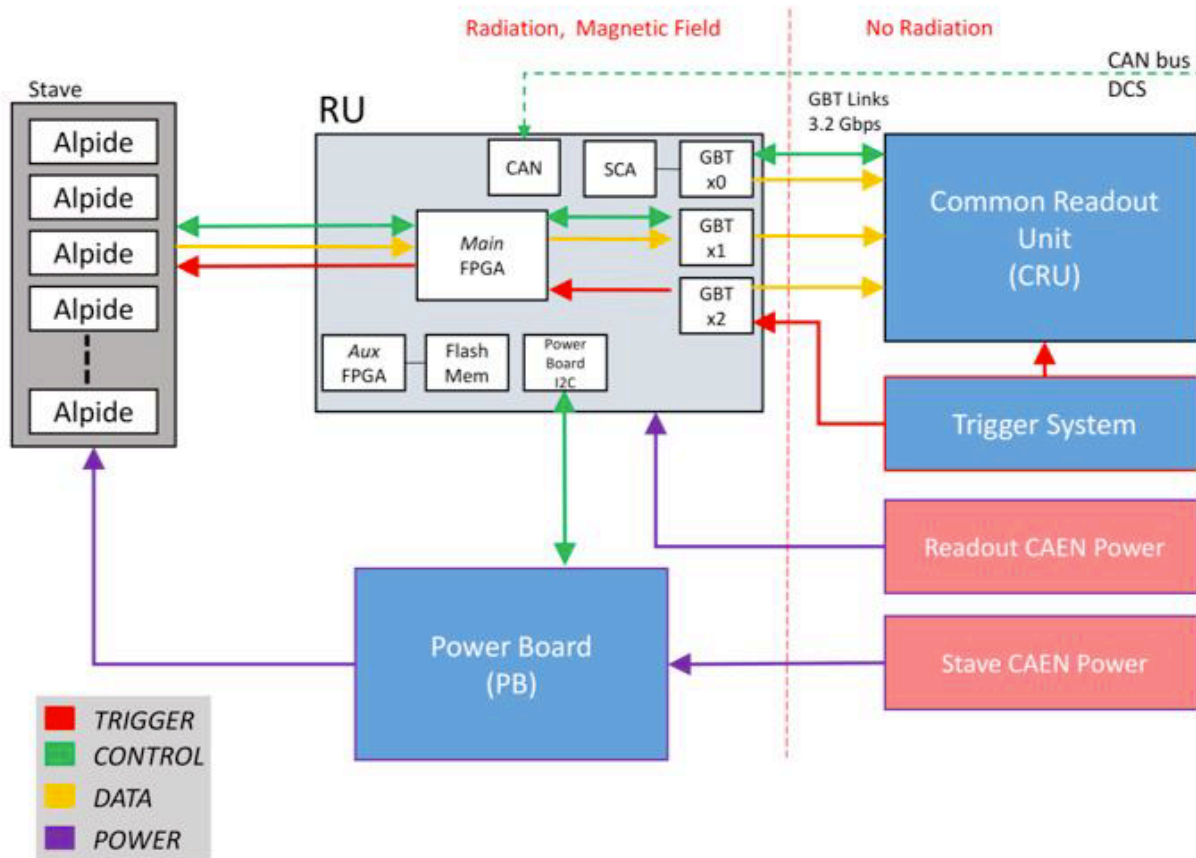 Radiation, Magnetic Field
No Radiation
CAN bus
DCS
Stave
Alpide
Alpide
Alpide
Alpide
Alpide
RU
CAN
SCA
GBT
x0
GBT
x1
GBT
x2
Main
FPGA
Aux
FPGA
Flash
Mem
Power
Board
I2C
GBT Links
3.2 Gbps
Common Readout
Unit
(CRU)
Trigger System
Readout CAEN Power
Stave CAEN Power
Power Board
(PB)
TRIGGER
CONTROL
DATA
POWER